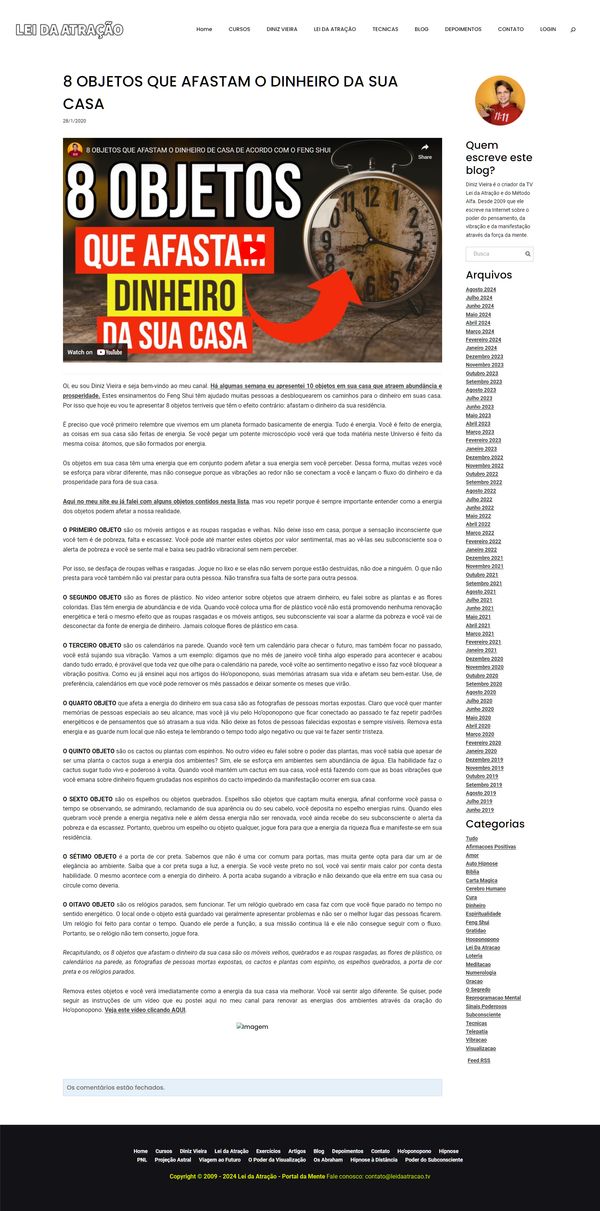 LEI DA ATRAÇÃO
Home CURSOS DINIZ VIEIRA LEI DA ATRAÇÃO TECNICAS BLOG DEPOIMENTOS CONTATO LOGIN
8 OBJETOS QUE AFASTAM O DINHEIRO DA SUA
CASA
28/1/2020
8 OBJETOS QUE AFASTAM O DINHEIRO DE CASA DE ACORDO COM O FENG SHUI
Share
8 OBJETOS
QUE AFASTA
DINHEIRO
DA SUA CASA
Watch on YouTube
Oi, eu sou Diniz Vieira e seja bem-vindo ao meu canal. Há algumas semana eu apresentei 10 objetos em sua casa que atraem abundância e
prosperidade. Estes ensinamentos do Feng Shui têm ajudado muitas pessoas a desbloquearem os caminhos para o dinheiro em suas casas.
Por isso que hoje eu vou te apresentar 8 objetos terríveis que têm o efeito contrário: afastam o dinheiro da sua residência.
É preciso que você primeiro relembre que vivemos em um planeta formado basicamente de energia. Tudo é energia. Você é feito de energia,
as coisas em sua casa são feitas de energia. Se você pegar um potente microscópio você verá que toda matéria neste Universo é feito da
mesma coisa: átomos, que são formados por energia.
Os objetos em sua casa têm uma energia que em conjunto podem afetar a sua energia sem você perceber. Dessa forma, muitas vezes você
se esforça para vibrar diferente, mas não consegue porque as vibrações ao redor não se conectam a você e lançam o fluxo do dinheiro e da
prosperidade para fora de sua casa.
Aqui no meu site eu já falei com alguns objetos contidos nesta lista, mas vou repetir porque é sempre importante entender como a energia
dos objetos podem afetar a nossa realidade.
O PRIMEIRO OBJETO são os móveis antigos e as roupas rasgadas e velhas. Não deixe isso em casa, porque a sensação inconsciente que
você tem é de pobreza, falta e escassez. Você pode até manter estes objetos por valor sentimental, mas ao vê-las seu subconsciente soa o
alerta de pobreza e você se sente mal e baixa seu padrão vibracional sem nem perceber.
Por isso, se desfaça de roupas velhas e rasgadas. Jogue no lixo e se elas não servem porque estão destruídas, não doe a ninguém. O que não
presta para você também não vai prestar para outra pessoa. Não transfira sua falta de sorte para outra pessoa.
O SEGUNDO OBJETO são as flores de plástico. No vídeo anterior sobre objetos que atraem dinheiro, eu falei sobre as plantas e as flores
coloridas. Elas têm energia de abundância e de vida. Quando você coloca uma flor de plástico você não está promovendo nenhuma renovação
energética e terá o mesmo efeito que as roupas rasgadas e os móveis antigos, seu subconsciente vai soar a alarme da pobreza e você vai de
desconectar da fonte de energia de dinheiro. Jamais coloque flores de plástico em casa.
O TERCEIRO OBJETO são os calendários na parede. Quando você tem um calendário para checar o futuro, mas também focar no passado,
você está sujando sua vibração. Vamos a um exemplo: digamos que no mês de janeiro você tinha algo esperado para acontecer e acabou
dando tudo errado, é provável que toda vez que olhe para o calendário na parede, você volte ao sentimento negativo e isso faz você bloquear a
vibração positiva. Como eu já ensinei aqui nos artigos do Ho'oponopono, suas memórias atrasam sua vida e afetam seu bem-estar. Use, de
preferência, calendários em que você pode remover os mês passados e deixar somente os meses que virão.
O QUARTO OBJETO que afeta a energia do dinheiro em sua casa são as fotografias de pessoas mortas expostas. Claro que você quer manter
memórias de pessoas especiais ao seu alcance, mas você já viu pelo Ho'oponopono que ficar conectado ao passado te faz repetir padrões
energéticos e de pensamentos que só atrasam a sua vida. Não deixe as fotos de pessoas falecidas expostas e sempre visíveis. Remova esta
energia e as guarde num local que não esteja te lembrando o tempo todo algo negativo ou que vai te fazer sentir tristeza.
O QUINTO OBJETO são os cactos ou plantas com espinhos. No outro vídeo eu falei sobre o poder das plantas, mas você sabia que apesar de
ser uma planta o cactos suga a energia dos ambientes? Sim, ele se esforça em ambientes sem abundância de água. Ela habilidade faz o
cactus sugar tudo vivo e poderoso à volta. Quando você mantém um cactus em sua casa, você está fazendo com que as boas vibrações que
você emana sobre dinheiro fiquem grudadas nos espinhos do cacto impedindo da manifestação ocorrer em sua casa.
O SEXTO OBJETO são os espelhos ou objetos quebrados. Espelhos são objetos que captam muita energia, afinal conforme você passa o
tempo se observando, se admirando, reclamando de sua aparência ou do seu cabelo, você deposita no espelho energias ruins. Quando eles
quebram você prende a energia negativa nele e além dessa energia não ser renovada, você ainda recebe do seu subconsciente o alerta da
pobreza e da escassez. Portanto, quebrou um espelho ou objeto qualquer, jogue fora para que a energia da riqueza flua e manifeste-se em sua
residência.
O SÉTIMO OBJETO é a porta de cor preta. Sabemos que não é uma cor comum para portas, mas muita gente opta para dar um ar de
elegância ao ambiente. Saiba que a cor preta suga a luz, a energia. Se você veste preto no sol, você vai sentir mais calor por conta desta
habilidade. O mesmo acontece com a energia do dinheiro. A porta acaba sugando a vibração e não deixando que ela entre em sua casa ou
circule como deveria.
O OITAVO OBJETO são os relógios parados, sem funcionar. Ter um relógio quebrado em casa faz com que você fique parado no tempo no
sentido energético. O local onde o objeto está guardado vai geralmente apresentar problemas e não ser o melhor lugar das pessoas ficarem.
Um relógio foi feito para contar o tempo. Quando ele perde a função, a sua missão continua lá e ele não consegue seguir com o fluxo.
Portanto, se o relógio não tem conserto, jogue fora.
Recapitulando, os 8 objetos que afastam o dinheiro da sua casa são os móveis velhos, quebrados e as roupas rasgadas, as flores de plástico, os
calendários na parede, as fotografias de pessoas mortas expostas, os cactos e plantas com espinho, os espelhos quebrados, a porta de cor
preta e os relógios parados.
Remova estes objetos e você verá imediatamente como a energia da sua casa via melhorar. Você vai sentir algo diferente. Se quiser, pode
seguir as instruções de um vídeo que eu postei aqui no meu canal para renovar as energias dos ambientes através da oração do
Ho'oponopono. Veja este vídeo clicando AQUI.
Imagem
Os comentários estão fechados.
Quem
escreve este
blog?
Diniz Vieira é o criador da TV
Lei da Atração e do Método
Alfa. Desde 2009 que ele
escreve na Internet sobre o
poder do pensamento, da
vibração e da manifestação
através da força da mente.
Busca
Arquivos
Agosto 2024
Julho 2024
Junho 2024
Maio 2024
Abril 2024
Março 2024
Fevereiro 2024
Janeiro 2024
Dezembro 2023
Novembro 2023
Outubro 2023
Setembro 2023
Agosto 2023
Julho 2023
Junho 2023
Maio 2023
Abril 2023
Março 2023
Fevereiro 2023
Janeiro 2023
Dezembro 2022
Novembro 2022
Outubro 2022
Setembro 2022
Agosto 2022
Julho 2022
Junho 2022
Maio 2022
Abril 2022
Março 2022
Fevereiro 2022
Janeiro 2022
Dezembro 2021
Novembro 2021
Outubro 2021
Setembro 2021
Agosto 2021
Julho 2021
Junho 2021
Maio 2021
Abril 2021
Março 2021
Fevereiro 2021
Janeiro 2021
Dezembro 2020
Novembro 2020
Outubro 2020
Setembro 2020
Agosto 2020
Julho 2020
Junho 2020
Maio 2020
Abril 2020
Março 2020
Fevereiro 2020
Janeiro 2020
Dezembro 2019
Novembro 2019
Outubro 2019
Setembro 2019
Agosto 2019
Julho 2019
Junho 2019
Categorias
Tudo
Afirmacoes Positivas
Amor
Auto Hipnose
Biblia
Carta Magica
Cerebro Humano
Cura
Dinheiro
Espiritualidade
Feng Shui
Gratidao
Hooponopono
Lei Da Atracao
Loteria
Meditacao
Numerologia
Oracao
O Segredo
Reprogramacao Mental
Sinais Poderosos
Subconsciente
Tecnicas
Telepatia
Vibracao
Visualizacao
Feed RSS
Home Cursos Diniz Vieira Lei da Atração Exercícios Artigos Blog Depoimentos Contato Ho'oponopono Hipnose
PNL Projeção Astral Viagem ao Futuro O Poder da Visualização Os Abraham Hipnose à Distância Poder do Subconsciente
Copyright © 2009 - 2024 Lei da Atração - Portal da Mente Fale conosco: contato@leidaatracao.tv